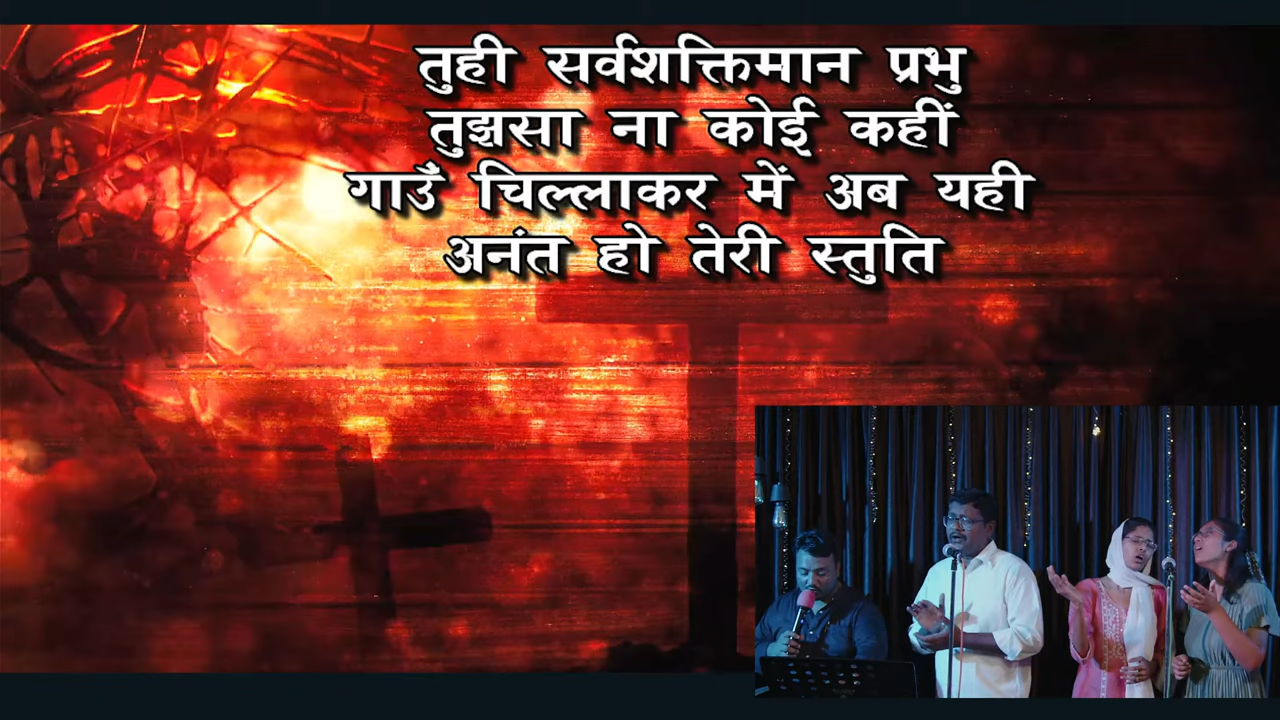 तुही सर्वशक्तिमान प्रभु
तुझसा ना कोई कहीं
गाउँ चिल्लाकर में अब यही
अनंत हो तेरी स्तुति